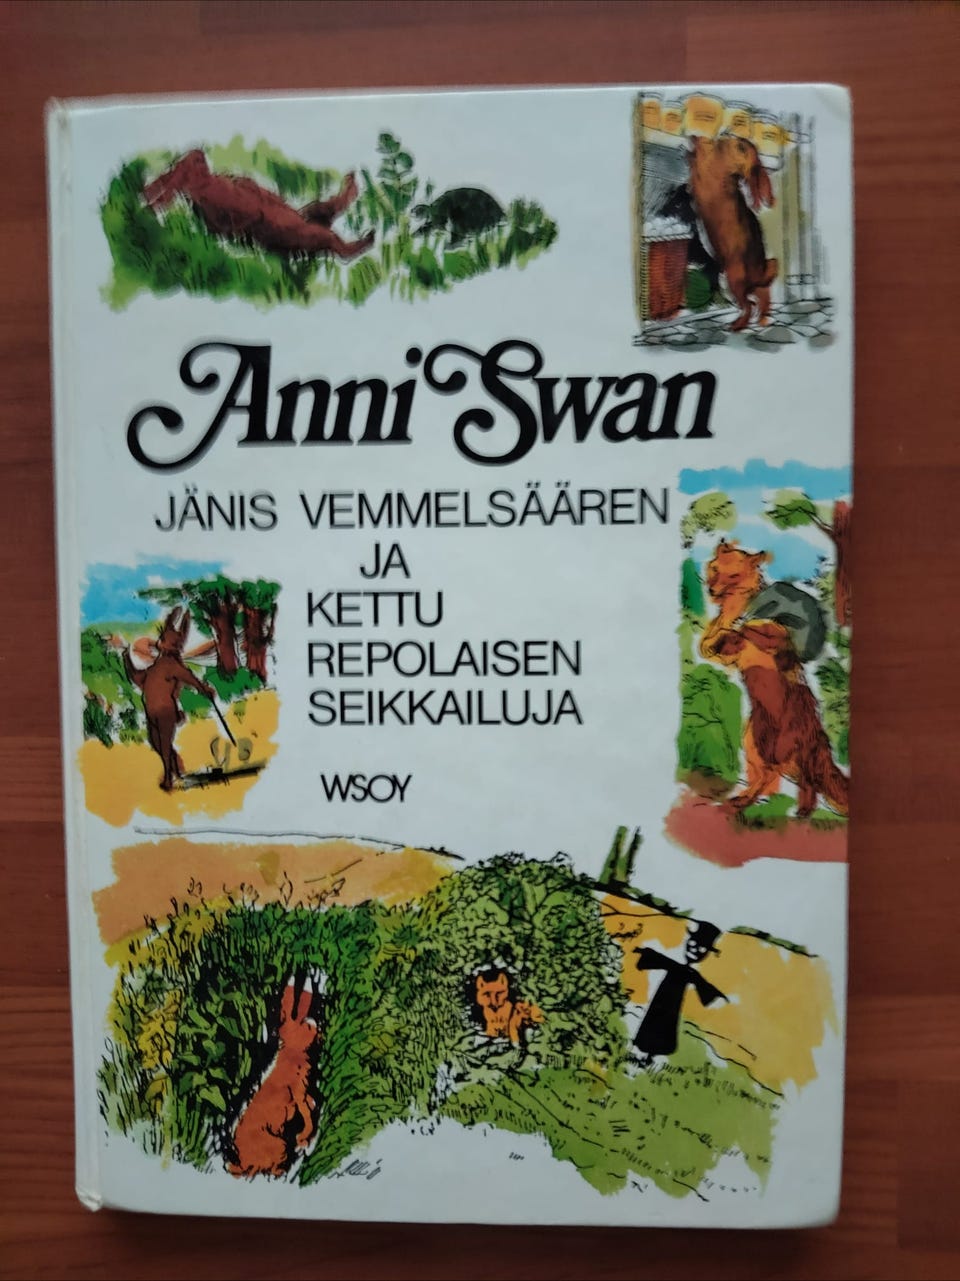 Anni Swan
JÄNIS VEMMELSÄÄREN
JA
KETTU
REPOLAISEN
SEIKKAILUJA
WSOY